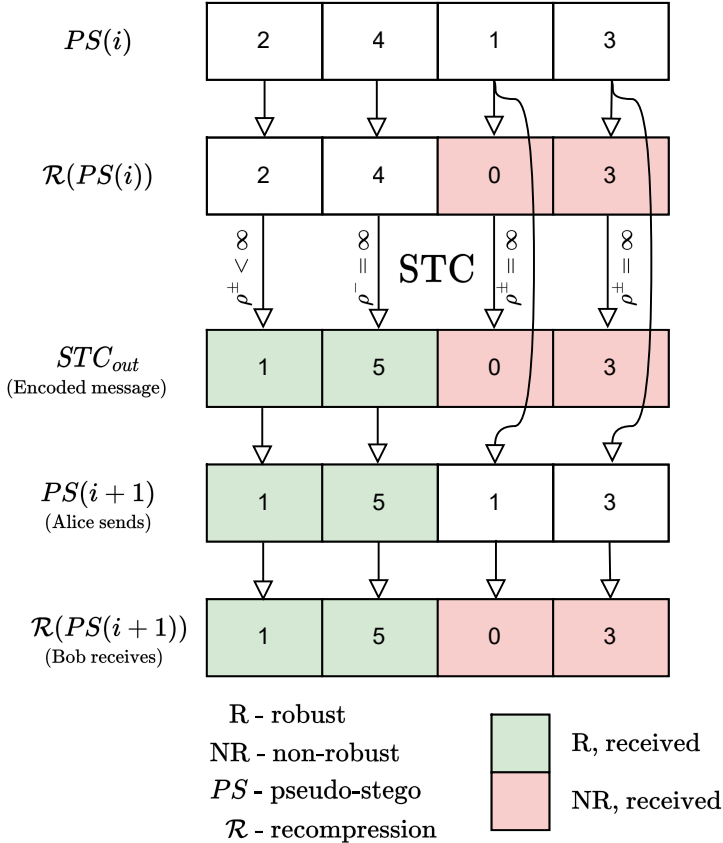 PS(i) 2 4 1 3
R(PS(i)) 2 4 0 3
ρ± < ∞ ρ− = ∞ STC ρ± = ∞ ρ± = ∞
STCout 1 5 0 3
(Encoded message)
PS(i + 1) 1 5 1 3
(Alice sends)
R(PS(i + 1)) 1 5 0 3
(Bob receives)
R - robust
NR - non-robust
PS - pseudo-stego
R - recompression
R, received
NR, received